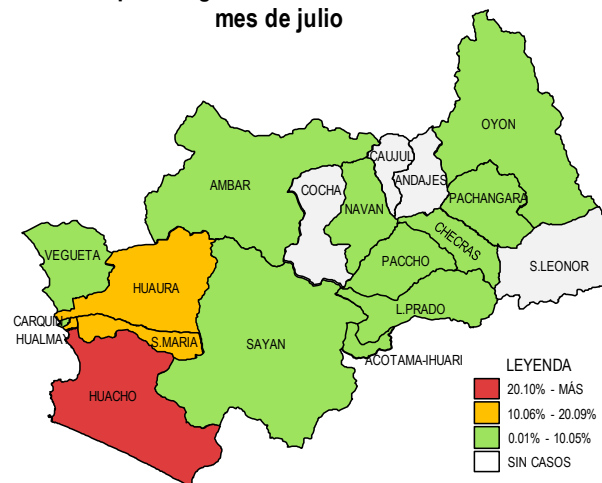 mes de julio
OYON
CAUJUL
ANDAJES
AMBAR
COCHA
NAVAN
PACHANGARA
CHECRAS
VEGUETA
PACCHO
S.LEONOR
HUAURA
L.PRADO
CARQUIN
HUALMA
S.MARIA
SAYAN
ACOTAMA-IHUARI
HUACHO
LEYENDA
20.10% - MÁS
10.06% - 20.09%
0.01% - 10.05%
SIN CASOS